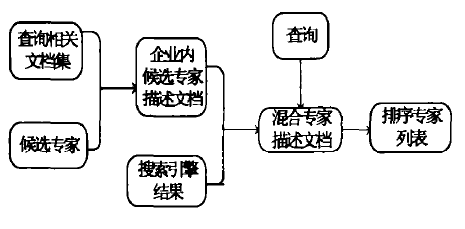 查询相关
文档集
候选专家
企业内
候选专家
描述文档
搜索引擎
结果
查询
混合专家
描述文档
排序专家
列表